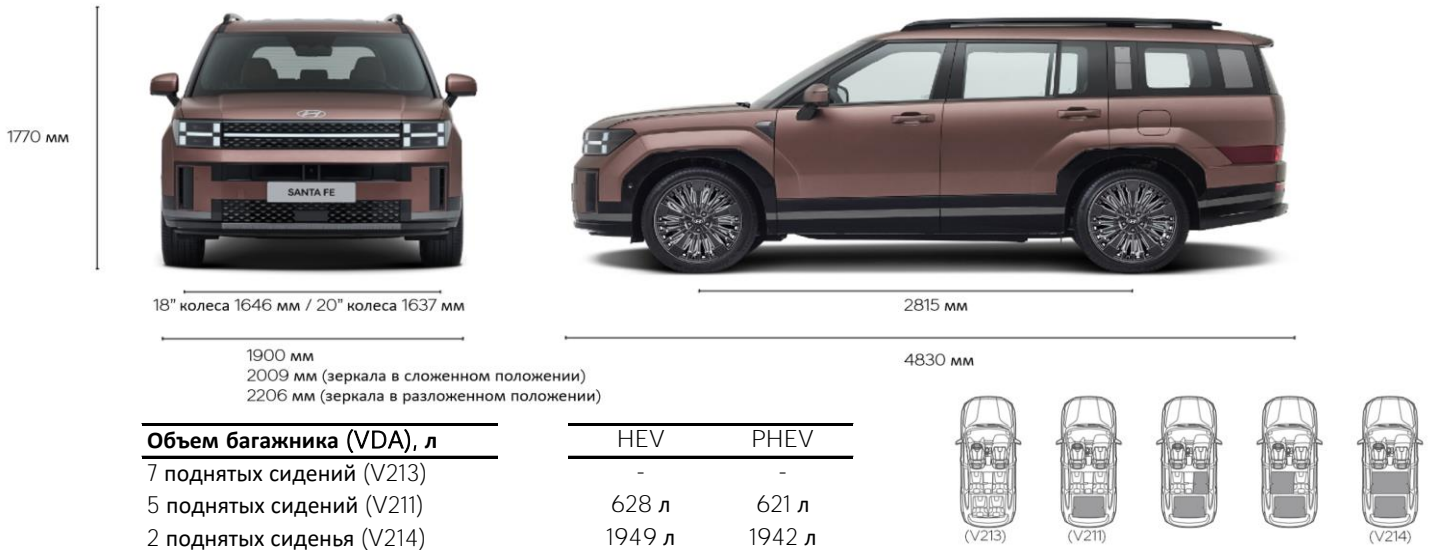 1770 мм
SANTA FE
18” колеса 1646 мм / 20” колеса 1637 мм
2815 мм
1900 мм
2009 мм (зеркала в сложенном положении)
2206 мм (зеркала в разложенном положении)
4830 мм
Объем багажника (VDA), л HEV PHEV
7 поднятых сидений (V213) - -
5 поднятых сидений (V211) 628 л 621 л
2 поднятых сиденья (V214) 1949 л 1942 л
(V213) (V211) (V214)